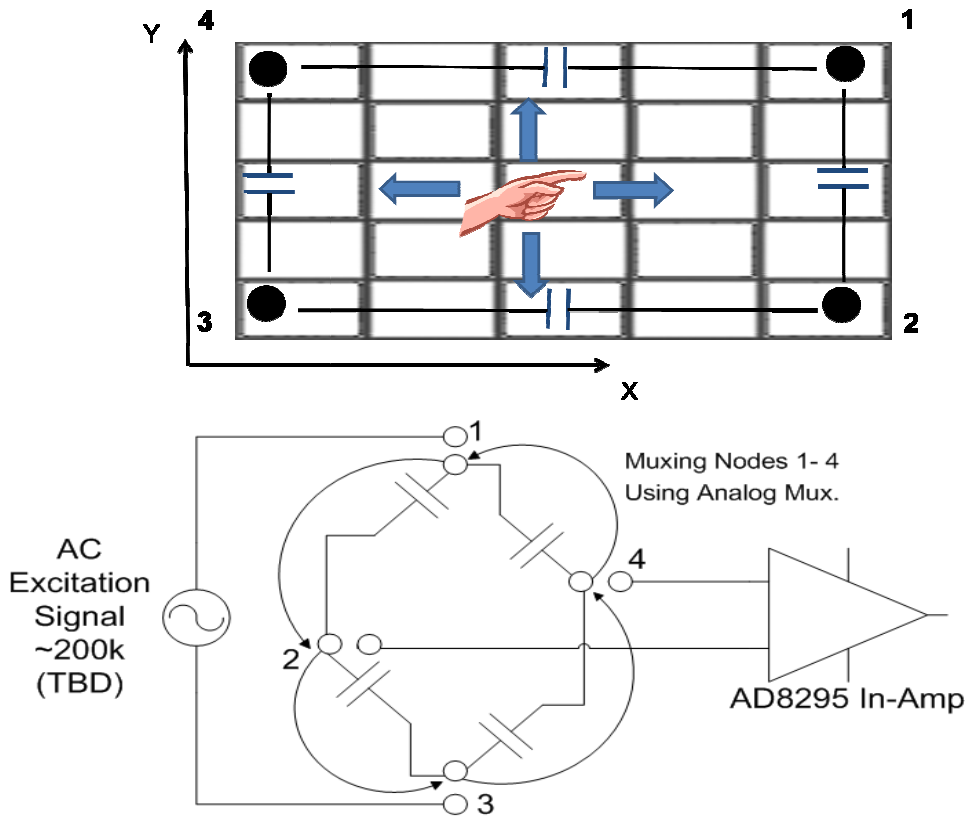 4
1
Y
3
2
X
1
Muxing Nodes 1- 4
Using Analog Mux.
AC
Excitation
Signal
~200k
(TBD)
4
2
AD8295 In-Amp
3